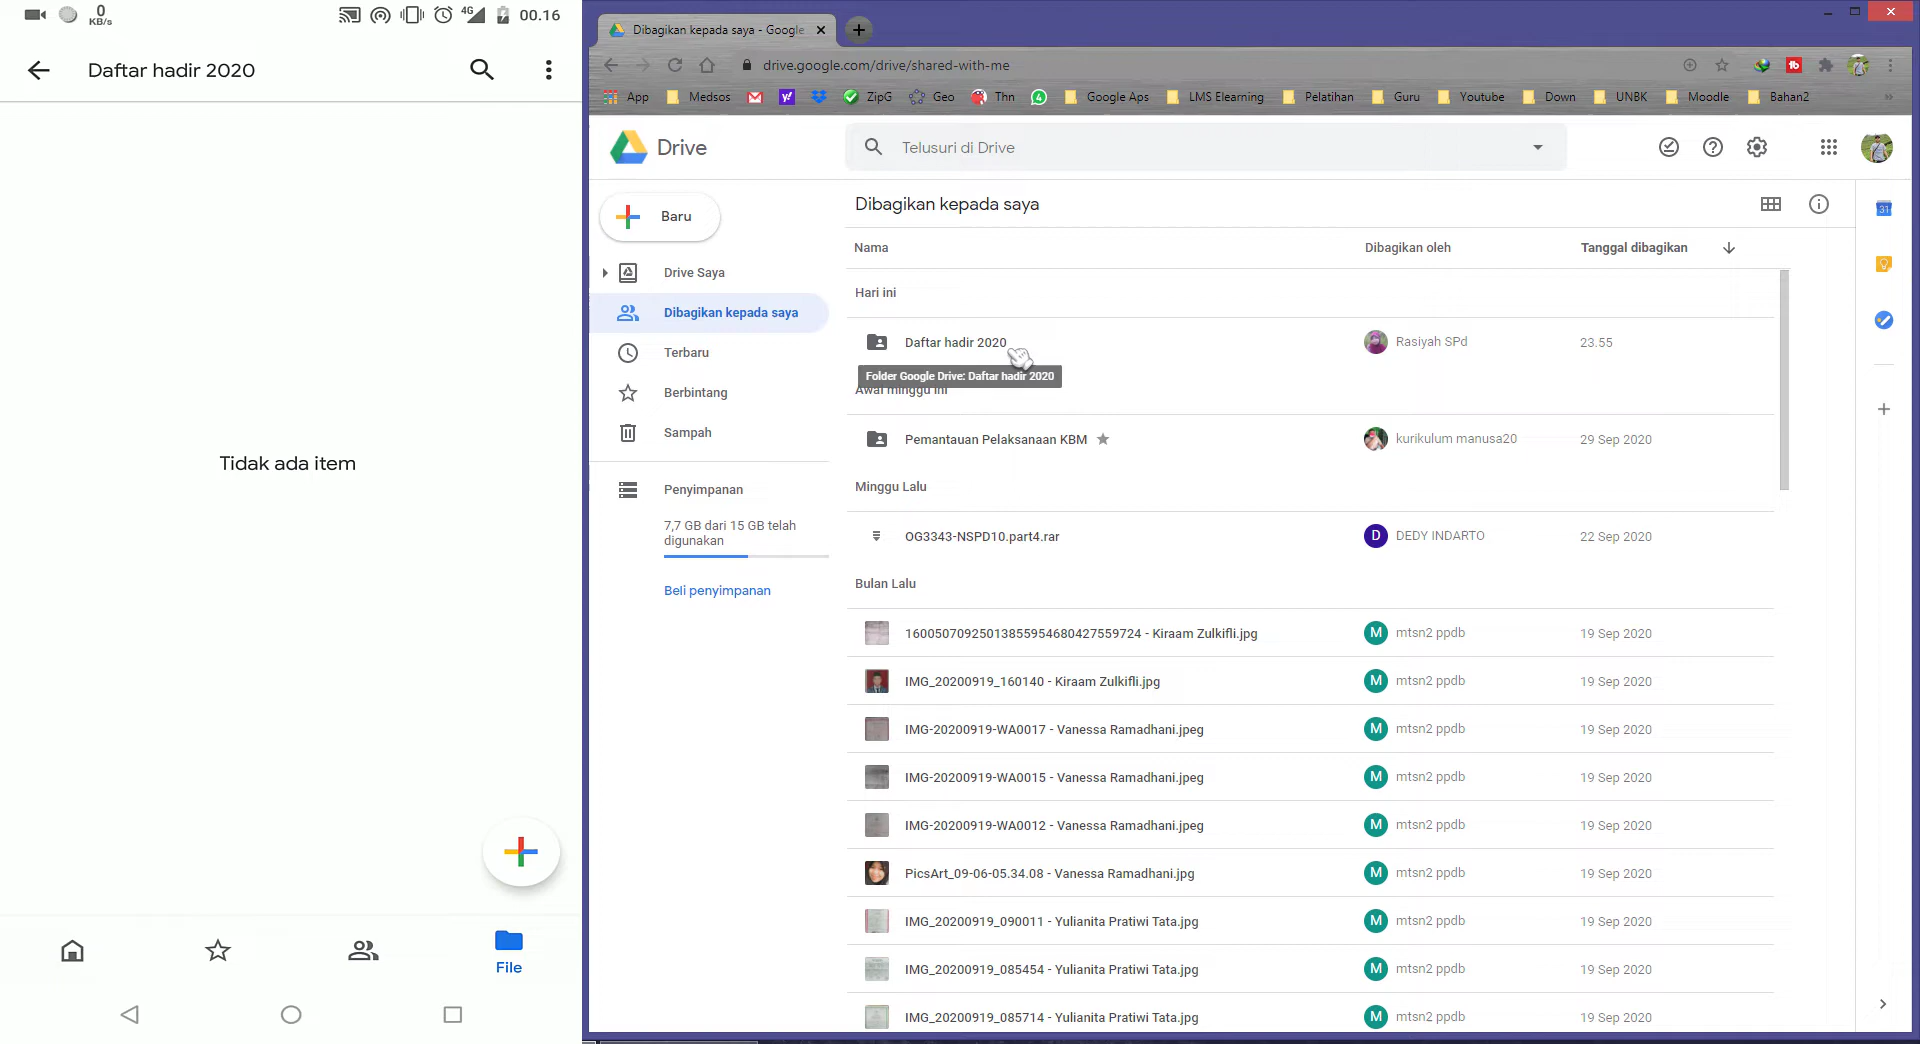 0
KB/s
4G
00.16
Daftar hadir 2020
Tidak ada item
File
Dibagikan kepada saya - Google
drive.google.com/drive/shared-with-me
App
Medsos
ZipG
Geo
Thn
4
Google Aps
LMS Elearning
Pelatihan
Guru
Youtube
Down
UNBK
Moodle
Bahan2
Drive
Telusuri di Drive
Baru
Drive Saya
Dibagikan kepada saya
Terbaru
Berbintang
Sampah
Penyimpanan
7,7 GB dari 15 GB telah
digunakan
Beli penyimpanan
Dibagikan kepada saya
31
Nama Dibagikan oleh Tanggal dibagikan
Hari ini
Daftar hadir 2020 Rasiyah SPd 23.55
Folder Google Drive: Daftar hadir 2020
Awal minggu ini
Pemantauan Pelaksanaan KBM kurikulum manusa20 29 Sep 2020
Minggu Lalu
OG3343-NSPD10.part4.rar D DEDY INDARTO 22 Sep 2020
Bulan Lalu
16005070925013855954680427559724 - Kiraam Zulkifli.jpg M mtsn2 ppdb 19 Sep 2020
IMG_20200919_160140 - Kiraam Zulkifli.jpg M mtsn2 ppdb 19 Sep 2020
IMG-20200919-WA0017 - Vanessa Ramadhani.jpeg M mtsn2 ppdb 19 Sep 2020
IMG-20200919-WA0015 - Vanessa Ramadhani.jpeg M mtsn2 ppdb 19 Sep 2020
IMG-20200919-WA0012 - Vanessa Ramadhani.jpeg M mtsn2 ppdb 19 Sep 2020
PicsArt_09-06-05.34.08 - Vanessa Ramadhani.jpg M mtsn2 ppdb 19 Sep 2020
IMG_20200919_090011 - Yulianita Pratiwi Tata.jpg M mtsn2 ppdb 19 Sep 2020
IMG_20200919_085454 - Yulianita Pratiwi Tata.jpg M mtsn2 ppdb 19 Sep 2020
IMG_20200919_085714 - Yulianita Pratiwi Tata.jpg M mtsn2 ppdb 19 Sep 2020